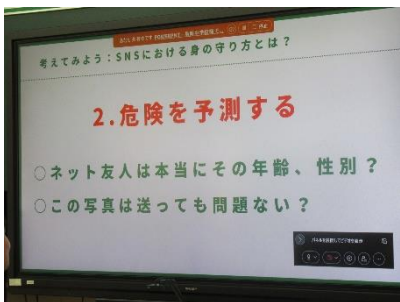 考えてみよう：SNSにおける身の守り方とは？
2.危険を予測する
○ネット友人は本当にその年齢、性別？
○この写真は送っても問題ない？